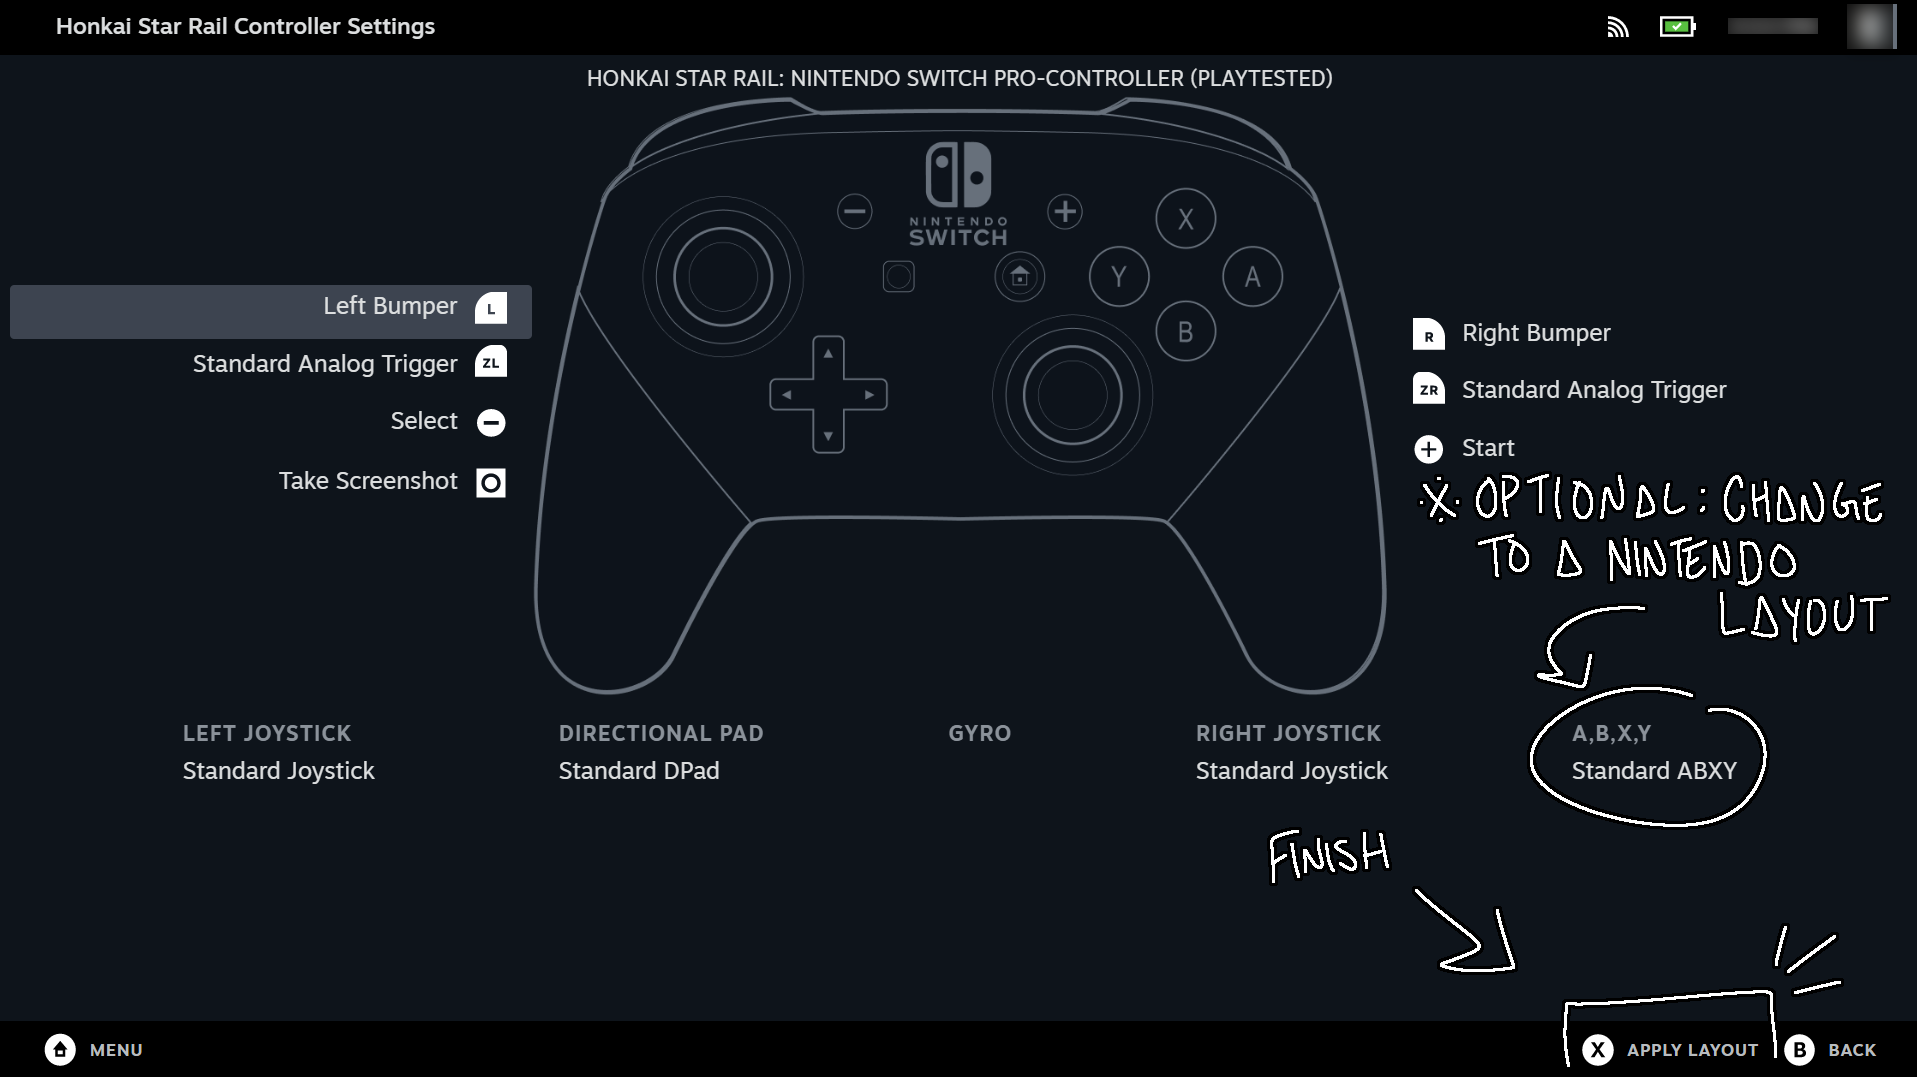 Honkai Star Rail Controller Settings
HONKAI STAR RAIL: NINTENDO SWITCH PRO-CONTROLLER (PLAYTESTED)
NINTENDO
SWITCH
X
Y
A
B
Left Bumper L
Standard Analog Trigger ZL
Select
Take Screenshot
R Right Bumper
ZR Standard Analog Trigger
Start
※ OPTIONAL: CHANGE
TO A NINTENDO
LAYOUT
LEFT JOYSTICK
Standard Joystick
DIRECTIONAL PAD
Standard DPad
GYRO
RIGHT JOYSTICK
Standard Joystick
A,B,X,Y
Standard ABXY
FINISH
MENU
X APPLY LAYOUT
B BACK